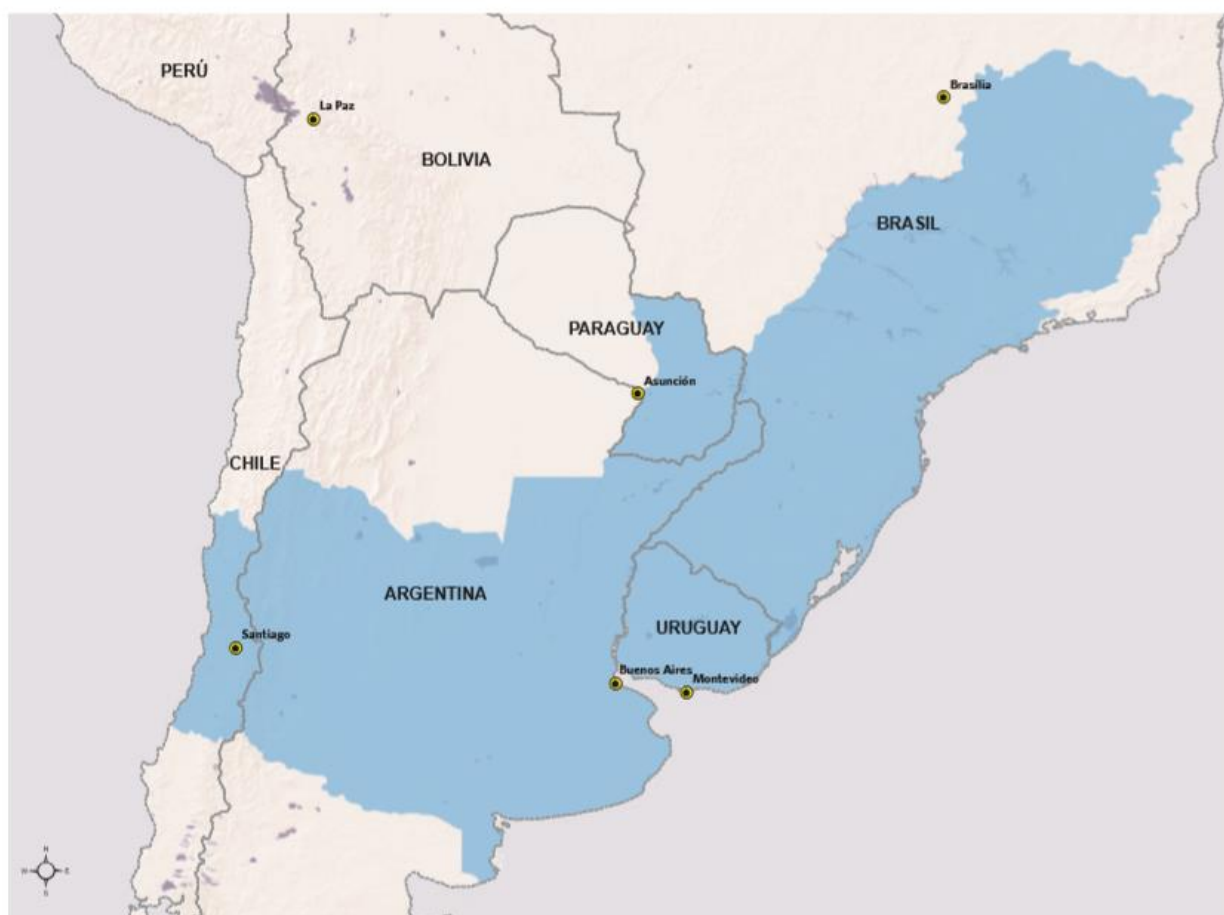 PERÚ
La Paz
Brasilia
BOLIVIA
BRASIL
PARAGUAY
Asunción
CHILE
ARGENTINA
Santiago
URUGUAY
Buenos Aires
Montevideo
N
E
S